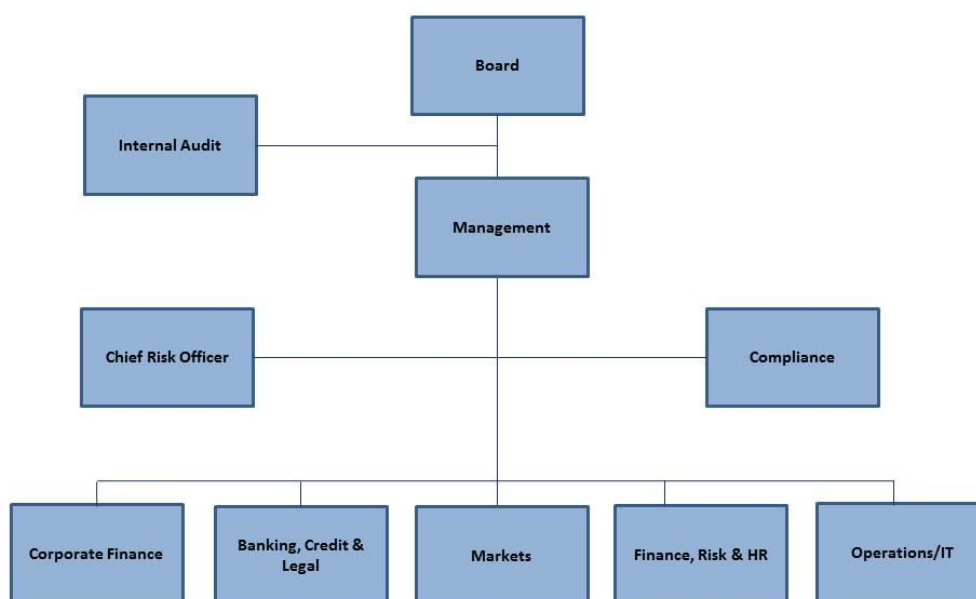 Board
Internal Audit
Management
Chief Risk Officer
Compliance
Corporate Finance
Banking, Credit &
Legal
Markets
Finance, Risk & HR
Operations/IT